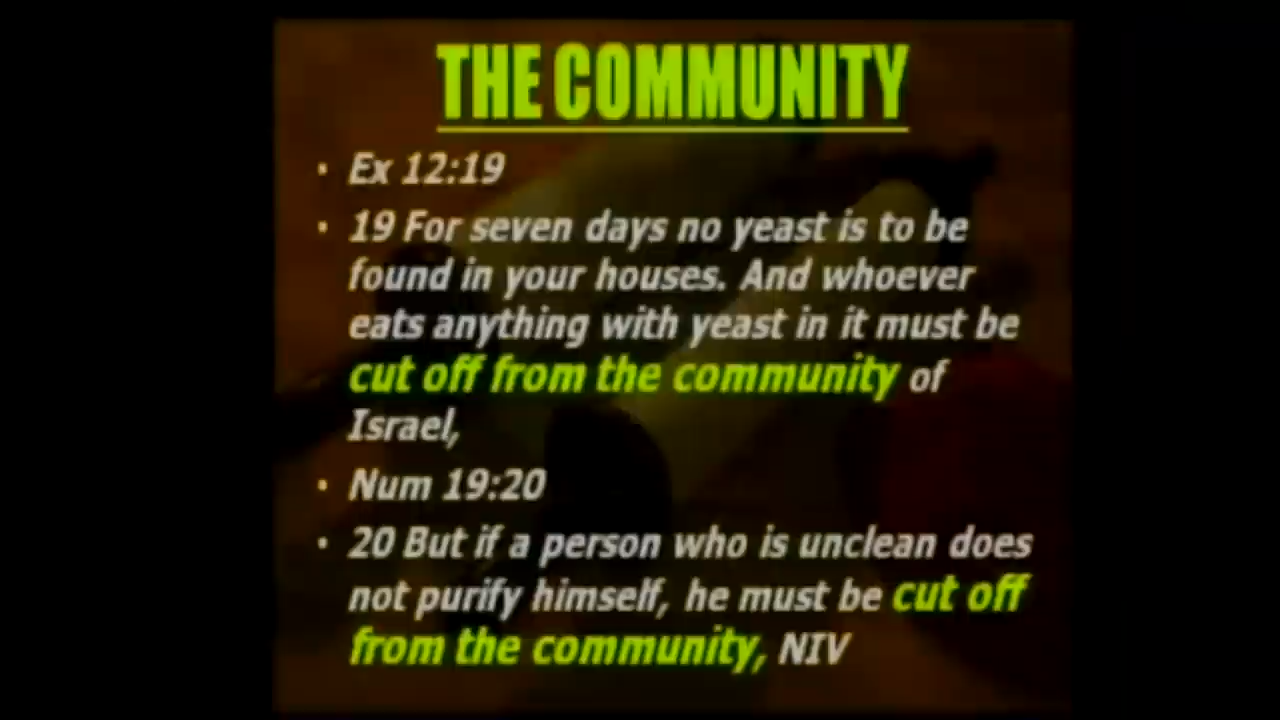 THE COMMUNITY
• Ex 12:19
• 19 For seven days no yeast is to be
found in your houses. And whoever
eats anything with yeast in it must be
cut off from the community of
Israel,
• Num 19:20
• 20 But if a person who is unclean does
not purify himself, he must be cut off
from the community, NIV